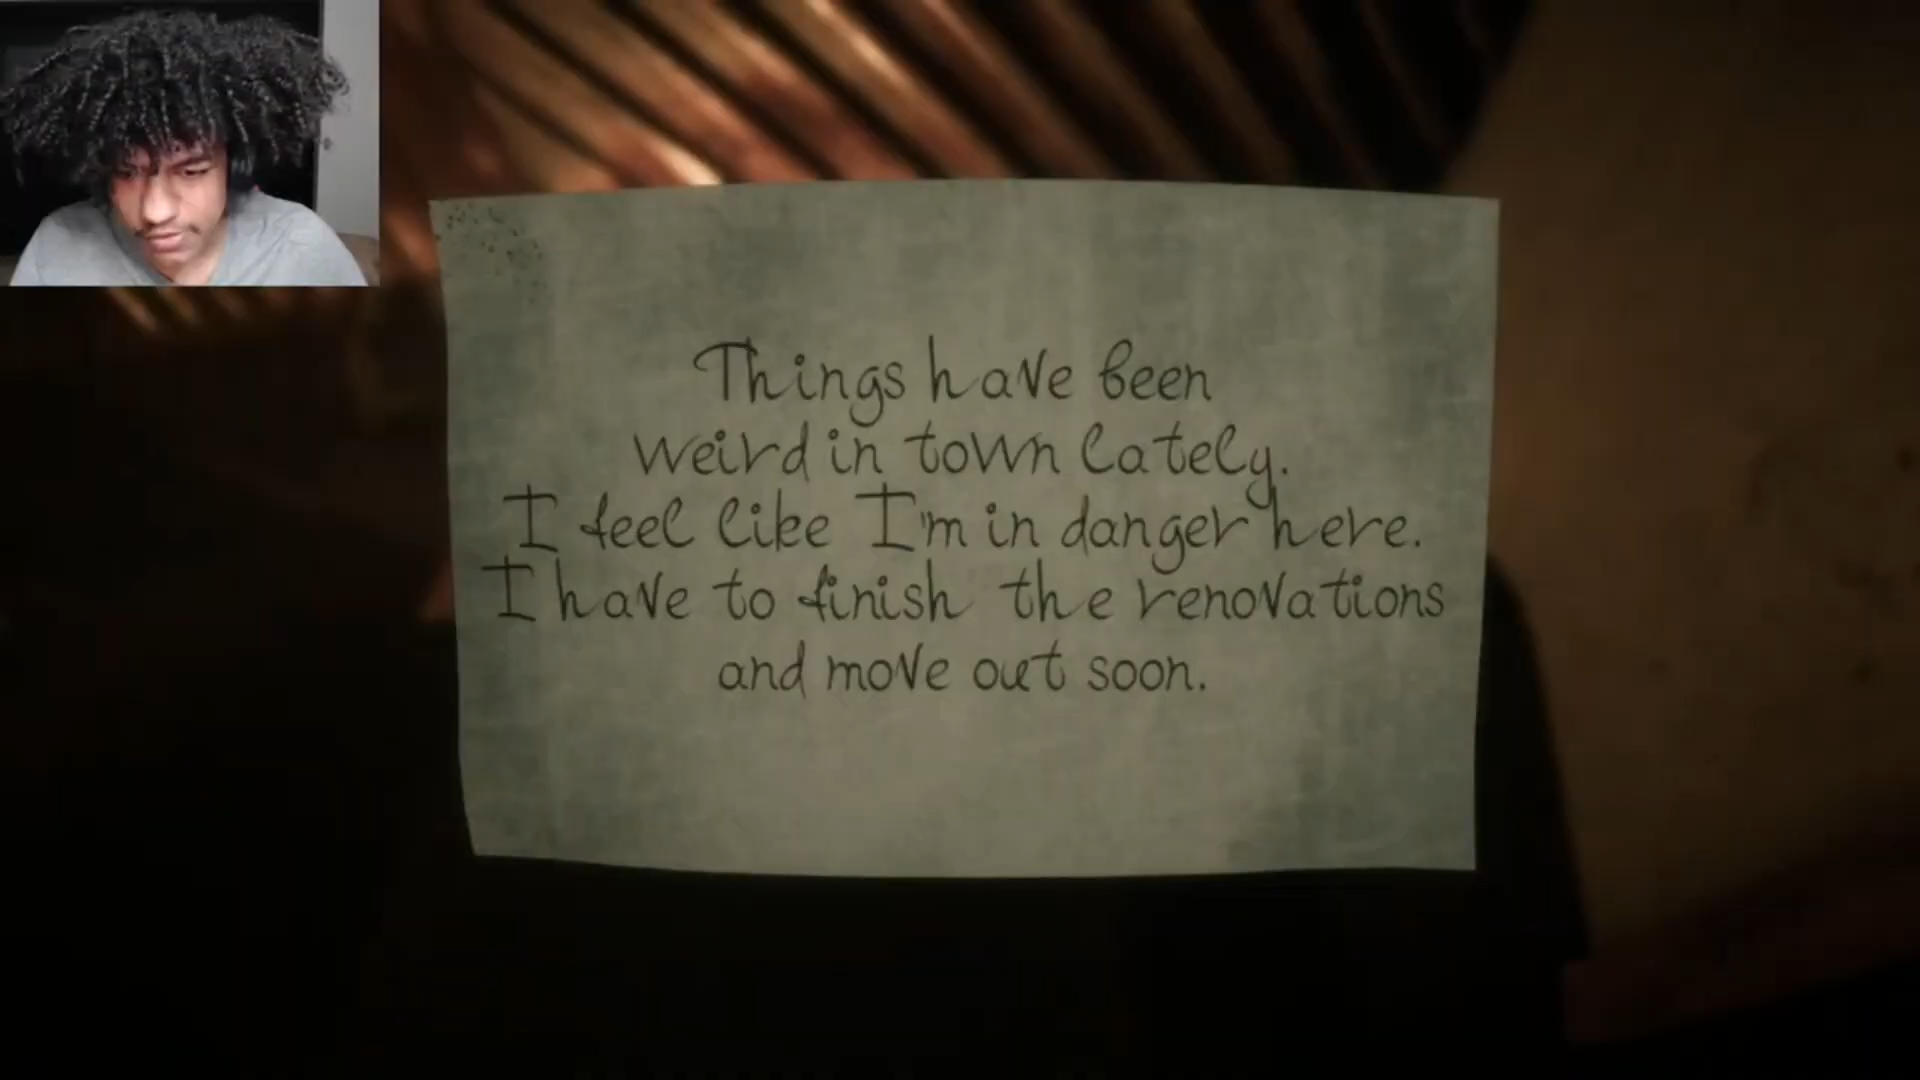 Things have been
weird in town lately.
I feel like I'm in danger here.
I have to finish the renovations
and move out soon.